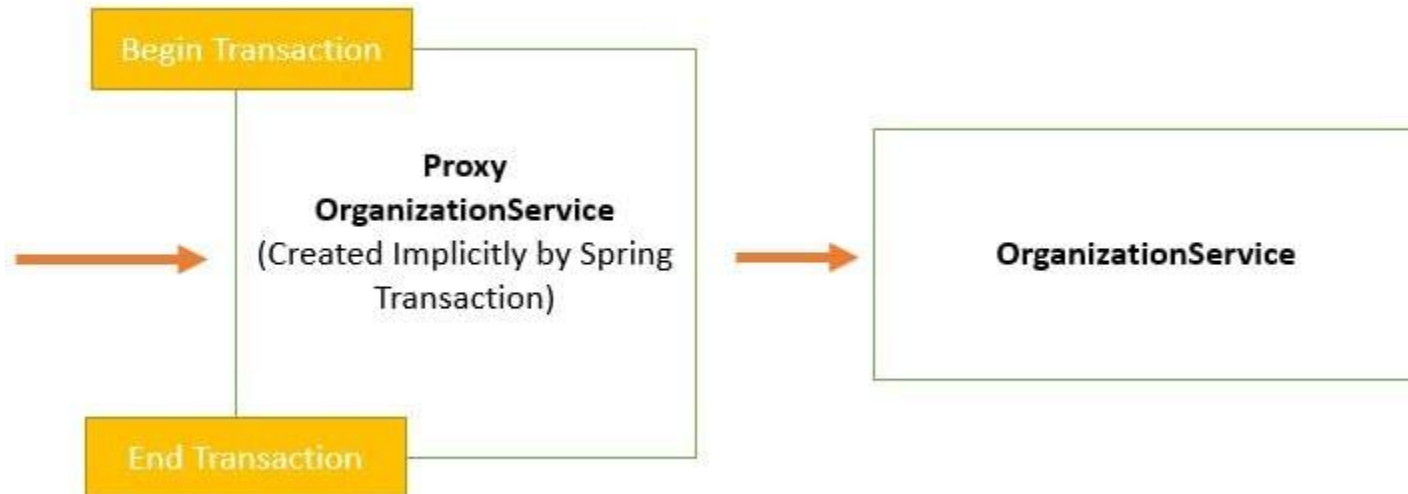 Begin Transaction
Proxy
OrganizationService
(Created Implicitly by Spring
Transaction)
OrganizationService
End Transaction